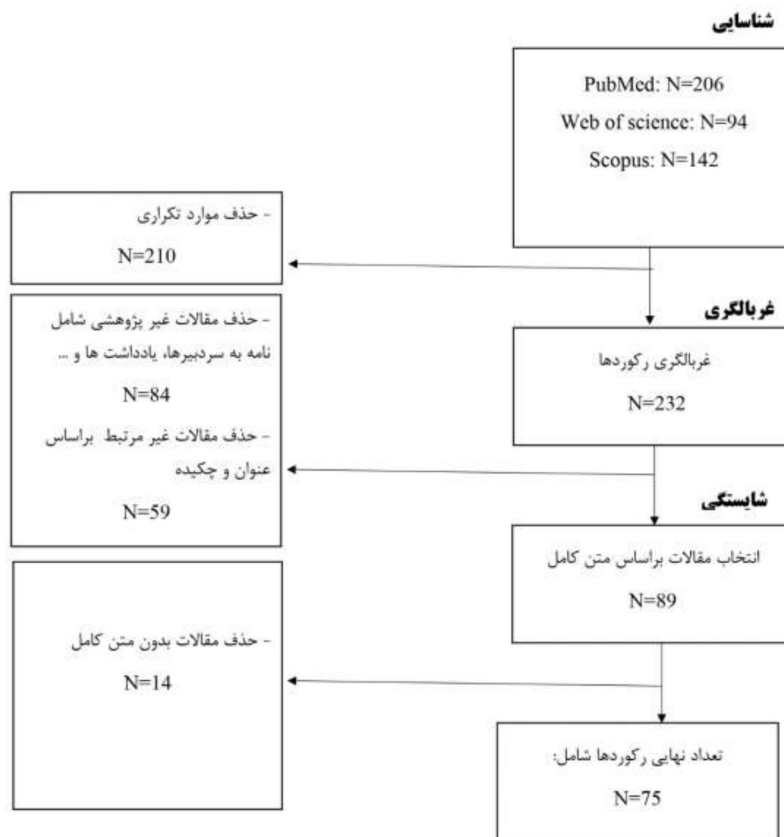 شناسایی
PubMed: N=206
Web of science: N=94
Scopus: N=142
- حذف موارد تکراری
N=210
غربالگری
غربالگری رکوردها
N=232
- حذف مقالات غیر پژوهشی شامل
نامه به سردبیرها، یادداشت ها و ...
N=84
- حذف مقالات غیر مرتبط براساس
عنوان و چکیده
N=59
شایستگی
انتخاب مقالات براساس متن کامل
N=89
- حذف مقالات بدون متن کامل
N=14
تعداد نهایی رکوردها شامل:
N=75